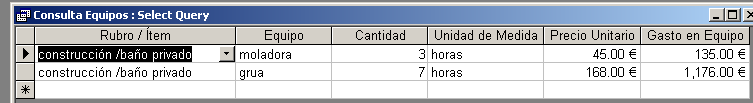 Consulta Equipos : Select Query
Rubro / Ítem Equipo Cantidad Unidad de Medida Precio Unitario Gasto en Equipo
construcción /baño privado moladora 3 horas 45.00 € 135.00 €
construcción /baño privado grua 7 horas 168.00 € 1,176.00 €